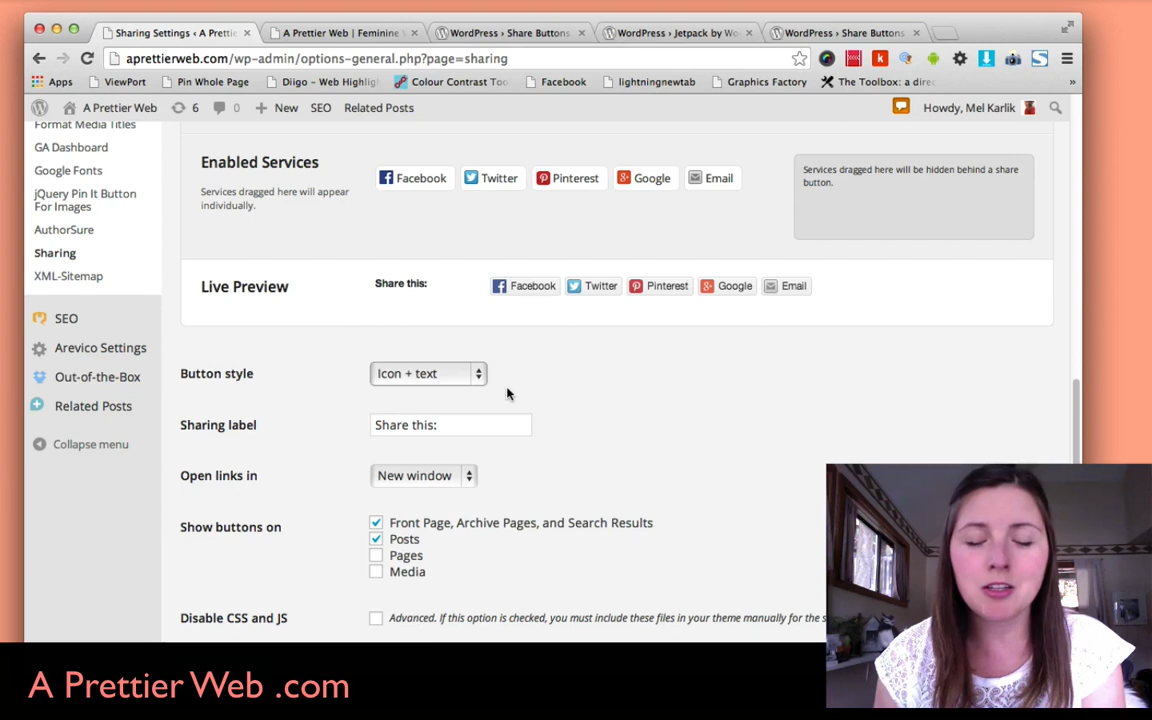 Sharing Settings ‹ A Pretti
A Prettier Web | Feminine
WordPress › Share Buttons
WordPress › Jetpack by Wo
WordPress › Share Buttons
aprettierweb.com/wp-admin/options-general.php?page=sharing
Apps ViewPort Pin Whole Page Diigo - Web Highlig Colour Contrast Too Facebook lightningnewtab Graphics Factory The Toolbox: a direc »
A Prettier Web 6 0 New SEO Related Posts Howdy, Mel Karlik
Format Media Titles
GA Dashboard
Google Fonts
jQuery Pin It Button
For Images
AuthorSure
Sharing
XML-Sitemap
SEO
Arevico Settings
Out-of-the-Box
Related Posts
Collapse menu
Enabled Services
Services dragged here will appear
individually.
Facebook Twitter Pinterest Google Email
Services dragged here will be hidden behind a share
button.
Live Preview
Share this: Facebook Twitter Pinterest Google Email
Button style Icon + text
Sharing label Share this:
Open links in New window
Show buttons on
Front Page, Archive Pages, and Search Results
Posts
Pages
Media
Disable CSS and JS Advanced. If this option is checked, you must include these files in your theme manually for the s
A Prettier Web .com